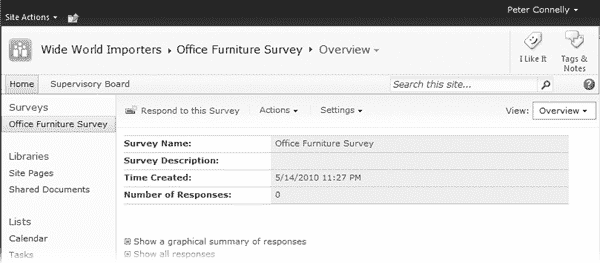 Peter Connelly
Site Actions
Wide World Importers Office Furniture Survey Overview
I Like It Tags & Notes
Home Supervisory Board Search this site...
Surveys
Office Furniture Survey
Respond to this Survey Actions Settings View: Overview
Survey Name: Office Furniture Survey
Survey Description:
Time Created: 5/14/2010 11:27 PM
Number of Responses: 0
Libraries
Site Pages
Shared Documents
Lists
Calendar
Tasks
Show a graphical summary of responses
Show all responses